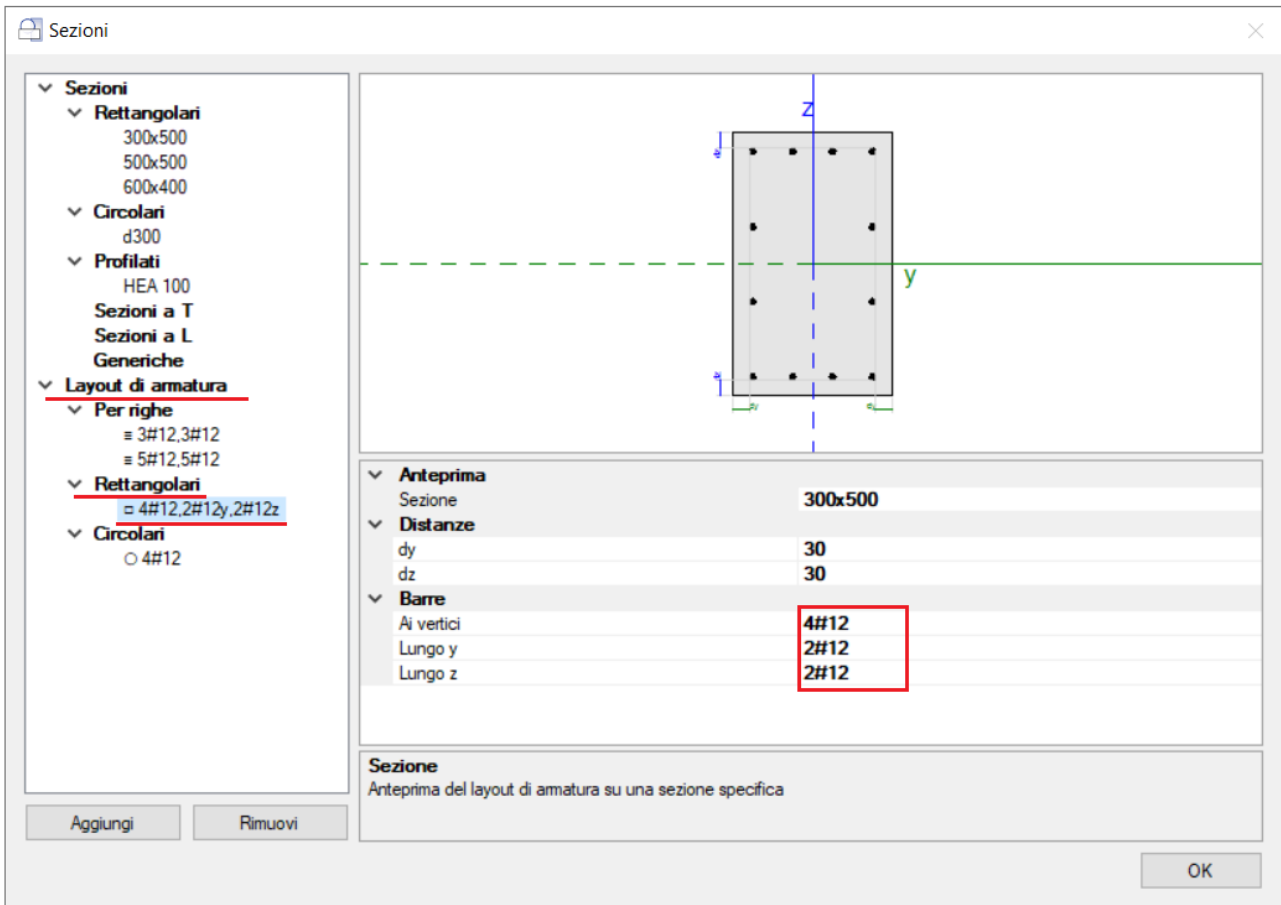 Sezioni
Sezioni
Rettangolari
300x500
500x500
600x400
Circolari
d300
Profilati
HEA 100
Sezioni a T
Sezioni a L
Generiche
Layout di armatura
Per righe
3#12,3#12
5#12,5#12
Rettangolari
4#12,2#12y,2#12z
Circolari
4#12
Aggiungi Rimuovi
z
y
Anteprima
Sezione 300x500
Distanze
dy 30
dz 30
Barre
Ai vertici 4#12
Lungo y 2#12
Lungo z 2#12
Sezione
Anteprima del layout di armatura su una sezione specifica
OK